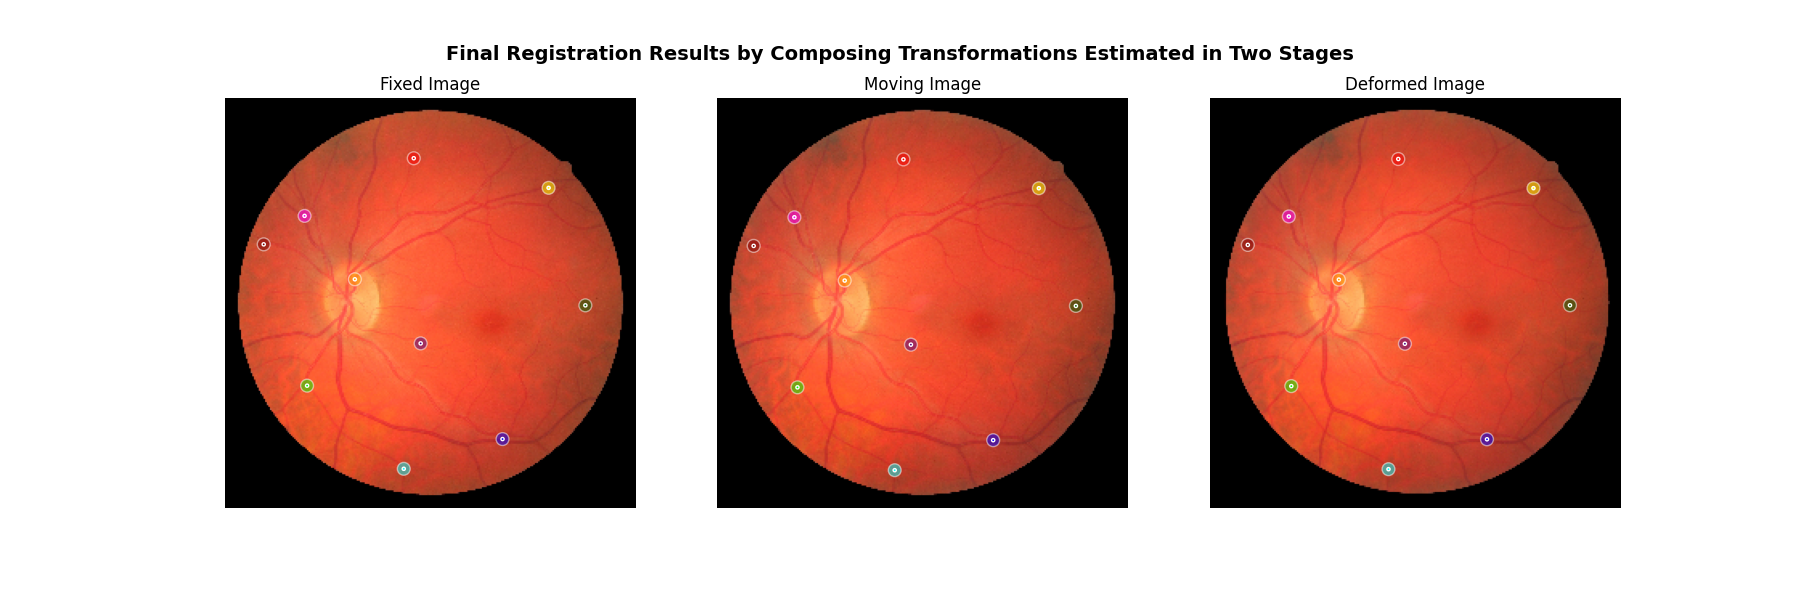 Final Registration Results by Composing Transformations Estimated in Two Stages
Fixed Image
Moving Image
Deformed Image